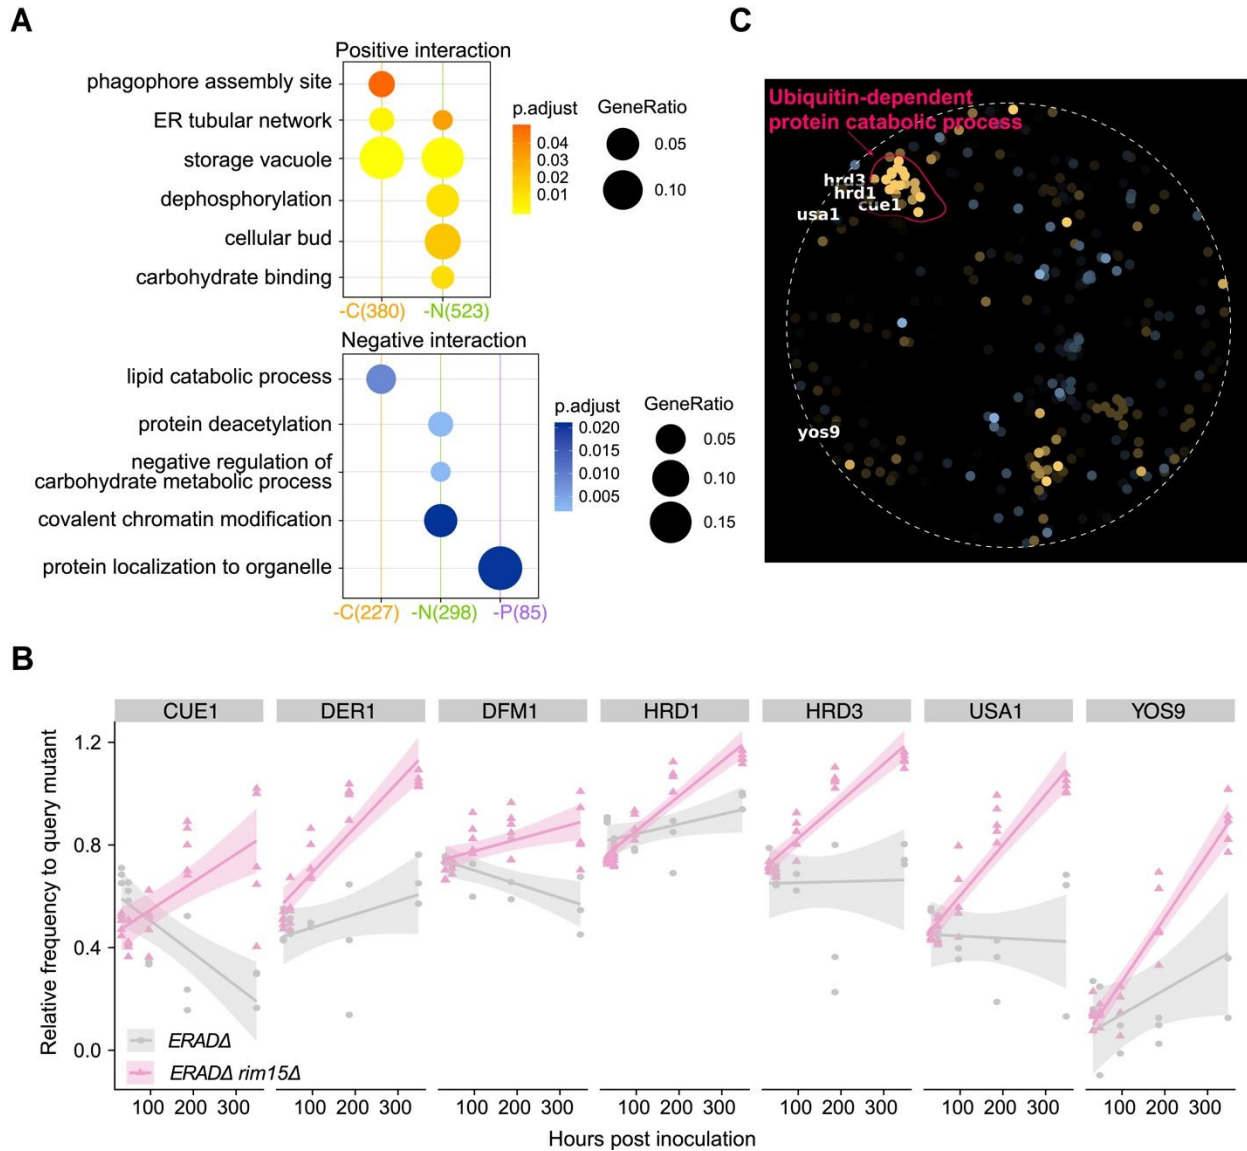 A
Positive interaction
phagophore assembly site
ER tubular network
storage vacuole
dephosphorylation
cellular bud
carbohydrate binding
-C(380)
-N(523)
p.adjust
0.04
0.03
0.02
0.01
GeneRatio
0.05
0.10
Negative interaction
lipid catabolic process
protein deacetylation
negative regulation of
carbohydrate metabolic process
covalent chromatin modification
protein localization to organelle
-C(227)
-N(298)
-P(85)
p.adjust
0.020
0.015
0.010
0.005
GeneRatio
0.05
0.10
0.15
C
Ubiquitin-dependent
protein catabolic process
hrd3
hrd1
cue1
usa1
yos9
B
CUE1
DER1
DFM1
HRD1
HRD3
USA1
YOS9
Relative frequency to query mutant
1.2
0.8
0.4
0.0
ERADΔ
ERADΔ rim15Δ
100 200 300
100 200 300
100 200 300
100 200 300
100 200 300
100 200 300
100 200 300
Hours post inoculation